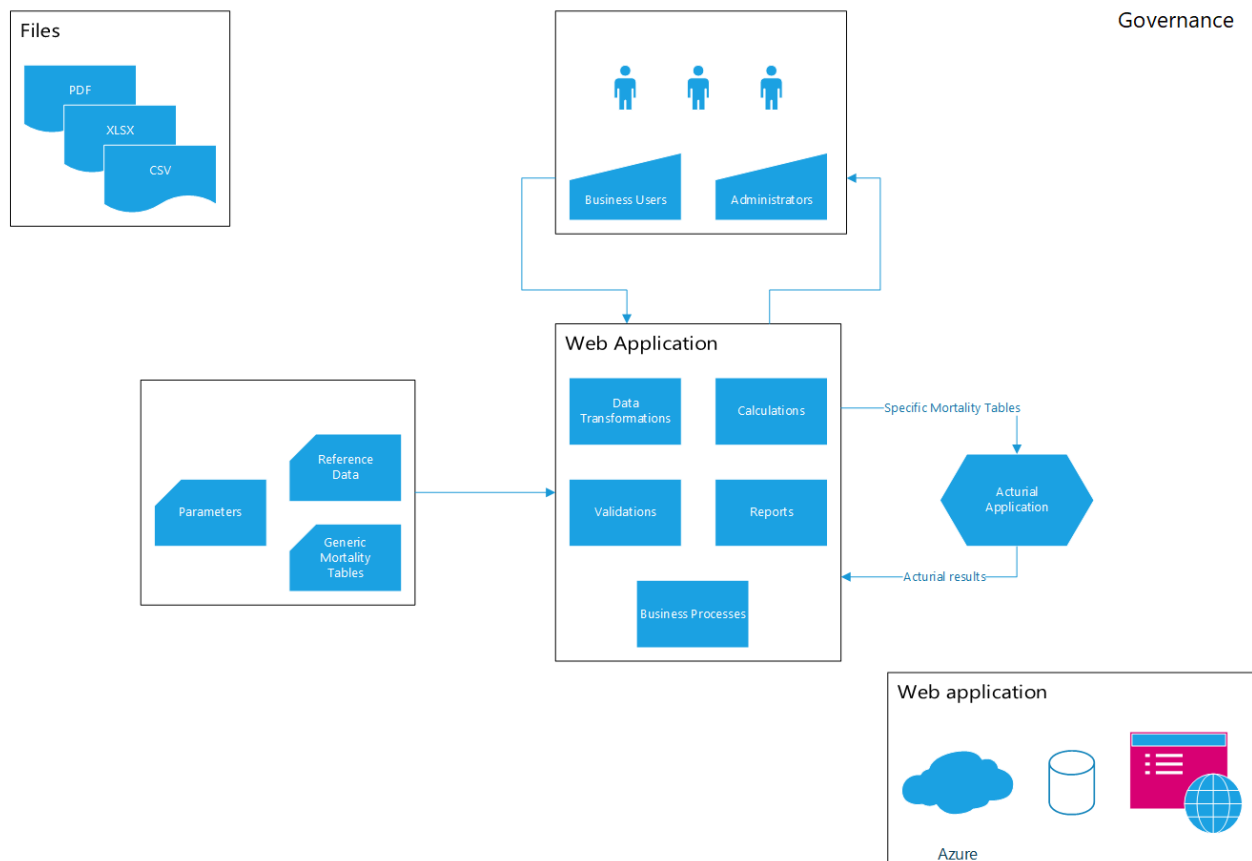 Governance
Files
PDF
XLSX
CSV
Business Users
Administrators
Web Application
Data
Transformations
Calculations
Specific Mortality Tables
Reference
Data
Parameters
Generic
Mortality
Tables
Validations
Reports
Acturial
Application
Acturial results
Business Processes
Web application
Azure